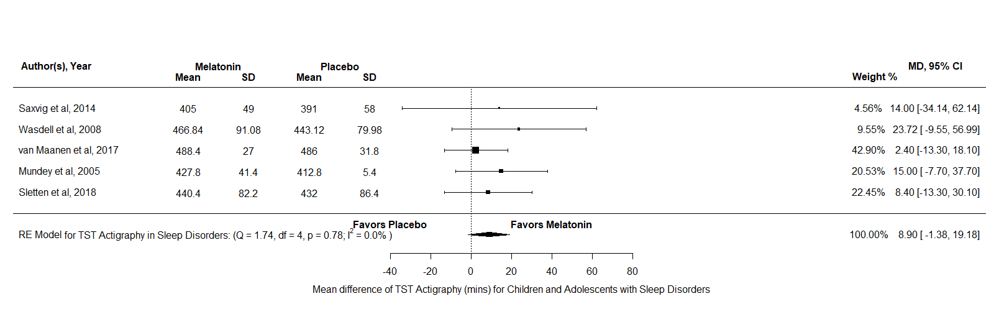 Author(s), Year Melatonin Placebo MD, 95% CI
Mean SD Mean SD Weight %
Saxvig et al, 2014 405 49 391 58 4.56% 14.00 [-34.14, 62.14]
Wasdell et al, 2008 466.84 91.08 443.12 79.98 9.55% 23.72 [ -9.55, 56.99]
van Maanen et al, 2017 488.4 27 486 31.8 42.90% 2.40 [-13.30, 18.10]
Mundey et al, 2005 427.8 41.4 412.8 5.4 20.53% 15.00 [ -7.70, 37.70]
Sletten et al, 2018 440.4 82.2 432 86.4 22.45% 8.40 [-13.30, 30.10]
Favors Placebo Favors Melatonin
RE Model for TST Actigraphy in Sleep Disorders: (Q = 1.74, df = 4, p = 0.78; I² = 0.0% ) 100.00% 8.90 [ -1.38, 19.18]
-40 -20 0 20 40 60 80
Mean difference of TST Actigraphy (mins) for Children and Adolescents with Sleep Disorders